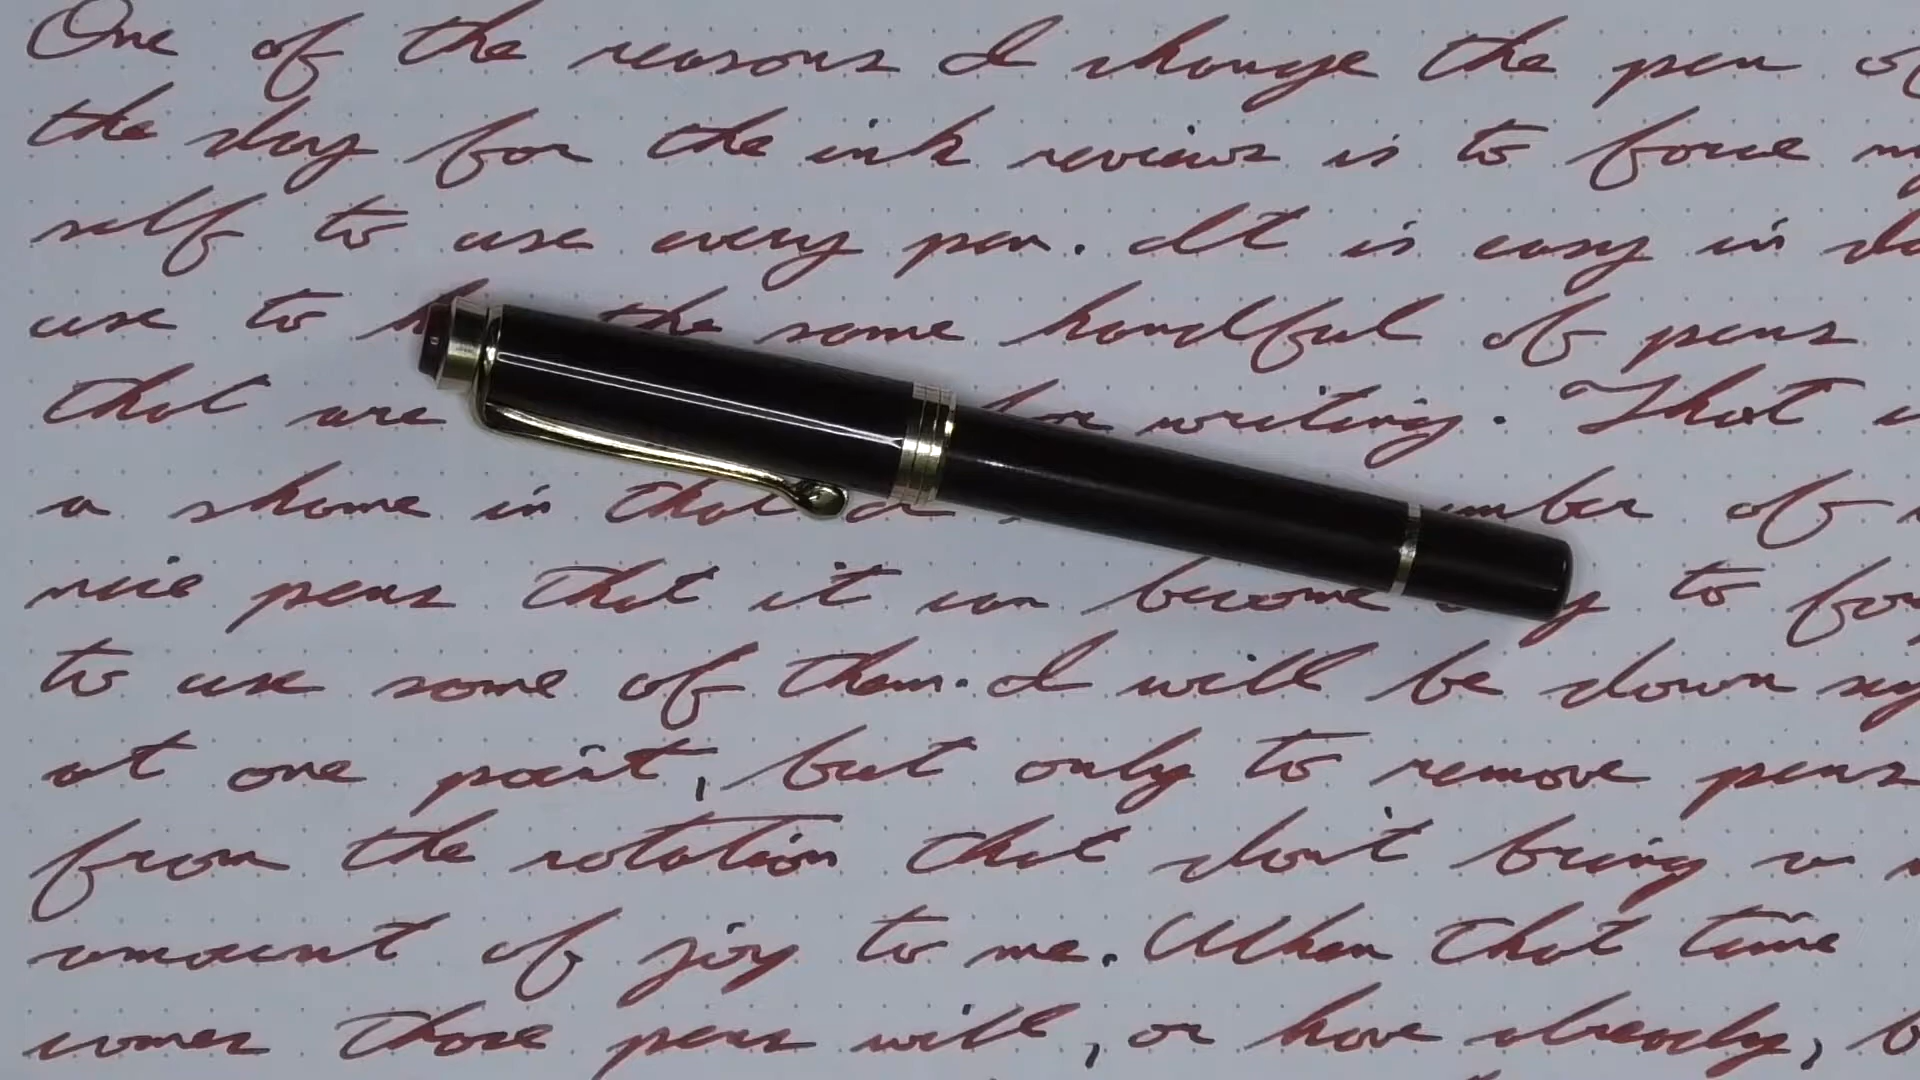 One of the reasons I change the pen of
the day for the ink reviews is to force my
self to use every pen. It is easy in
use to the same handful of pens
that are for writing. That
a shame in that a of
nice pens that it can become to
to use some of them. I will be down
at one point, but only to remove pens
from the rotation that don't bring a
amount of joy to me. When that time
comes those pens will, or have already,